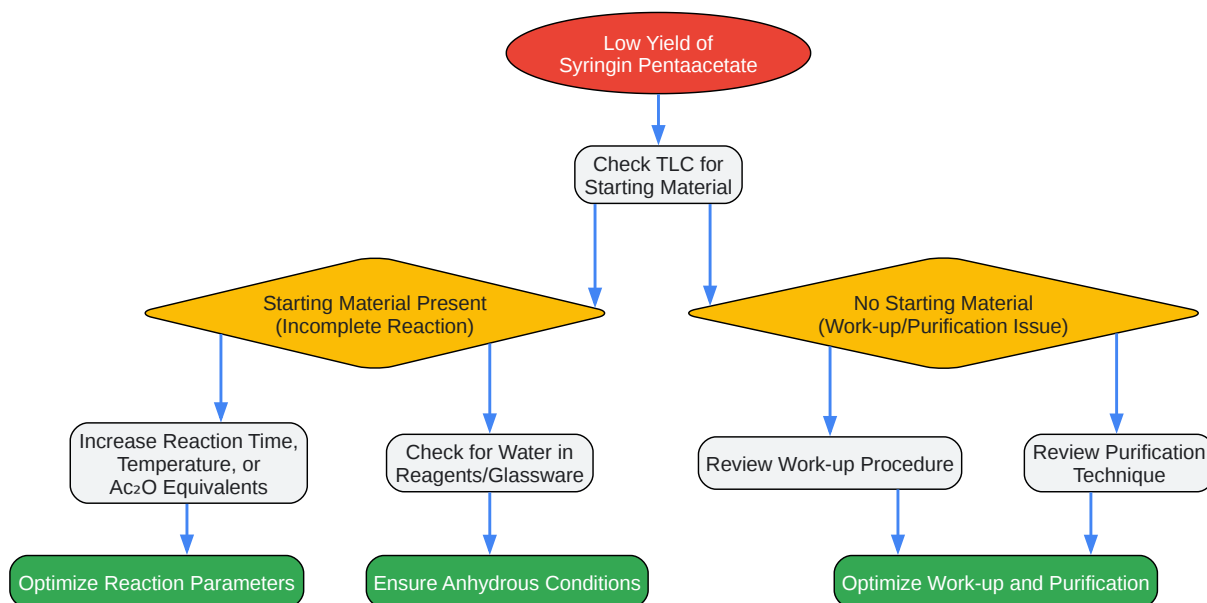 Low Yield of
Syringin Pentaacetate
Check TLC for
Starting Material
Starting Material Present
(Incomplete Reaction)
No Starting Material
(Work-up/Purification Issue)
Increase Reaction Time,
Temperature, or
Ac₂O Equivalents
Check for Water in
Reagents/Glassware
Review Work-up Procedure
Review Purification
Technique
Optimize Reaction Parameters
Ensure Anhydrous Conditions
Optimize Work-up and Purification